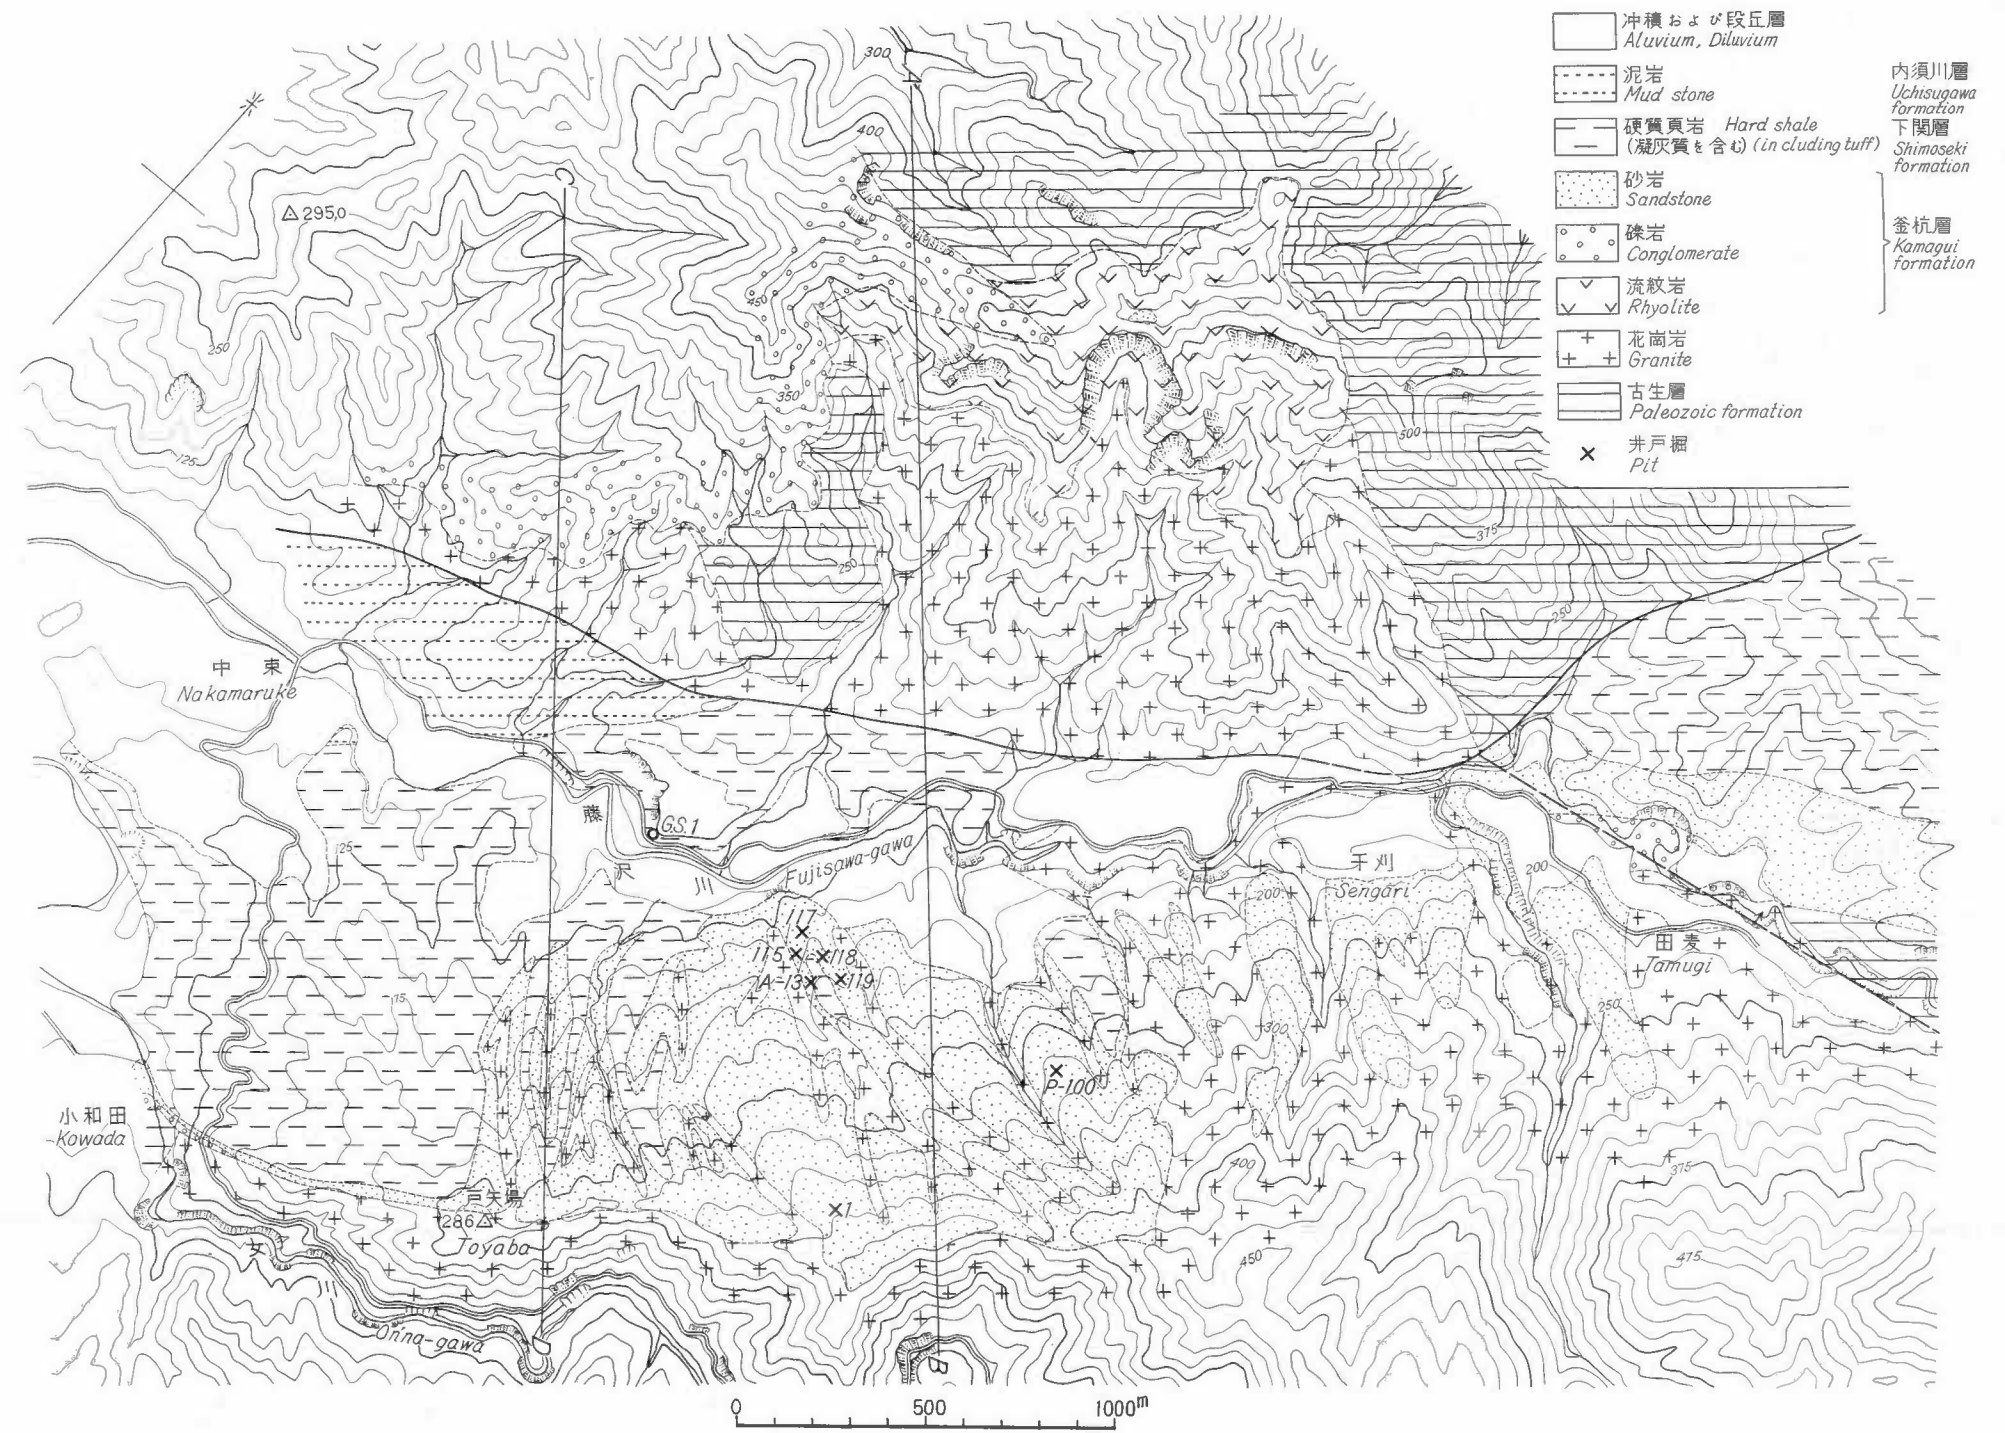 冲積および段丘層
Aluvium, Diluvium
泥岩
Mud stone
内須川層
Uchisugawa
formation
硬質頁岩 Hard shale
(凝灰質を含む) (in cluding tuff)
下関層
Shimoseki
formation
砂岩
Sandstone
礫岩
Conglomerate
流紋岩
Rhyolite
釜杭層
Kamagui
formation
花崗岩
Granite
古生層
Paleozoic formation
井戸掘
Pit
300
A
400
C
295,0
450
250
350
125
500
375
250
250
中束
Nakamaruke
藤
沢
川
G.S.1
Fujisawa-gawa
125
千刈
Sengari
200
200
117
115
118
A-13
119
田麦
Tamugi
175
300
250
P-100
小和田
Kowada
400
375
戸矢場
286
Toyaba
1
女
川
On'na-gawa
450
475
D
B
0 500 1000m